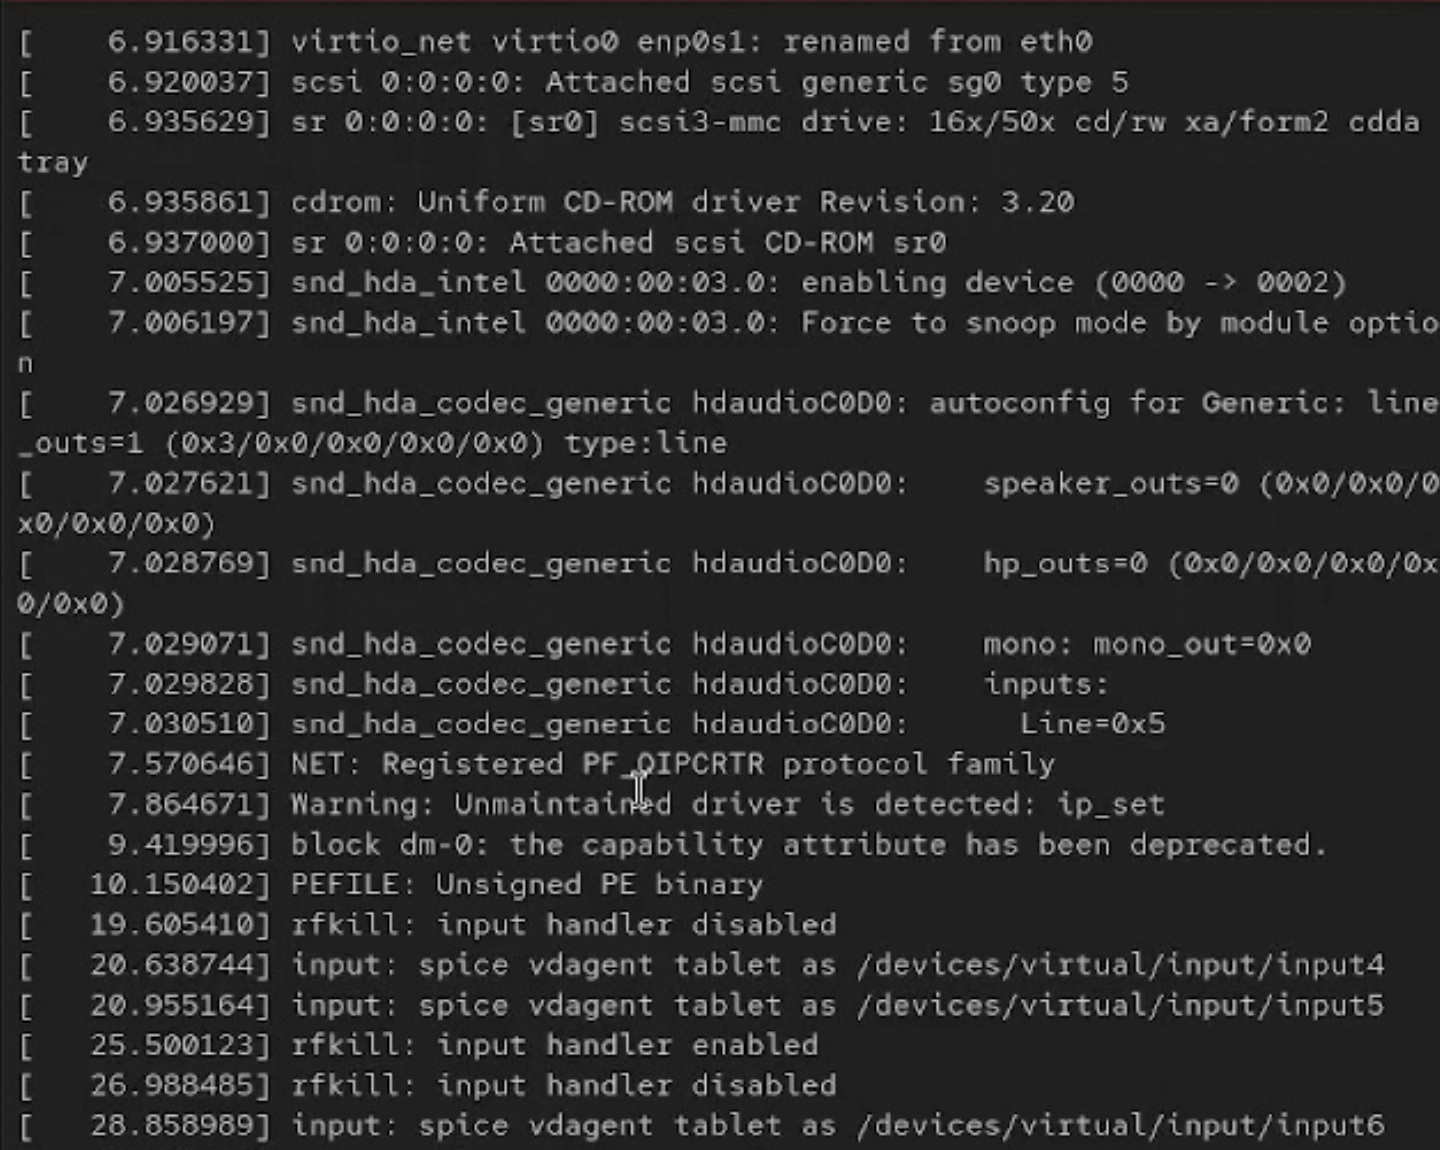 [    6.916331] virtio_net virtio0 enp0s1: renamed from eth0
[    6.920037] scsi 0:0:0:0: Attached scsi generic sg0 type 5
[    6.935629] sr 0:0:0:0: [sr0] scsi3-mmc drive: 16x/50x cd/rw xa/form2 cdda
tray
[    6.935861] cdrom: Uniform CD-ROM driver Revision: 3.20
[    6.937000] sr 0:0:0:0: Attached scsi CD-ROM sr0
[    7.005525] snd_hda_intel 0000:00:03.0: enabling device (0000 -> 0002)
[    7.006197] snd_hda_intel 0000:00:03.0: Force to snoop mode by module optio
n
[    7.026929] snd_hda_codec_generic hdaudioC0D0: autoconfig for Generic: line
_outs=1 (0x3/0x0/0x0/0x0/0x0) type:line
[    7.027621] snd_hda_codec_generic hdaudioC0D0:    speaker_outs=0 (0x0/0x0/0
x0/0x0/0x0)
[    7.028769] snd_hda_codec_generic hdaudioC0D0:    hp_outs=0 (0x0/0x0/0x0/0x
0/0x0)
[    7.029071] snd_hda_codec_generic hdaudioC0D0:    mono: mono_out=0x0
[    7.029828] snd_hda_codec_generic hdaudioC0D0:    inputs:
[    7.030510] snd_hda_codec_generic hdaudioC0D0:      Line=0x5
[    7.570646] NET: Registered PF_QIPCRTR protocol family
[    7.864671] Warning: Unmaintained driver is detected: ip_set
[    9.419996] block dm-0: the capability attribute has been deprecated.
[   10.150402] PEFILE: Unsigned PE binary
[   19.605410] rfkill: input handler disabled
[   20.638744] input: spice vdagent tablet as /devices/virtual/input/input4
[   20.955164] input: spice vdagent tablet as /devices/virtual/input/input5
[   25.500123] rfkill: input handler enabled
[   26.988485] rfkill: input handler disabled
[   28.858989] input: spice vdagent tablet as /devices/virtual/input/input6